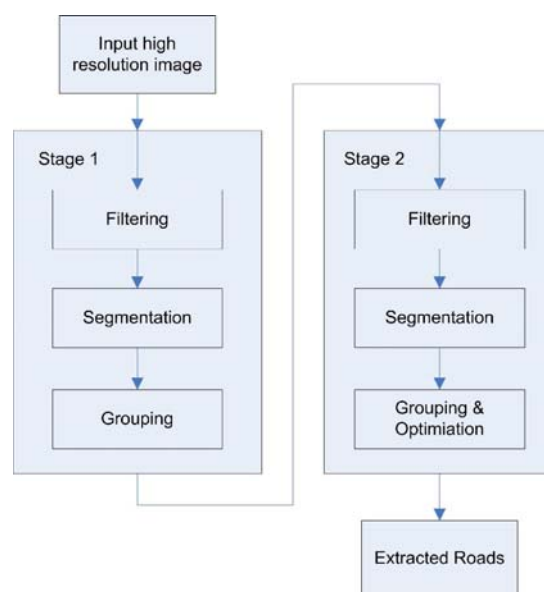 Input high
resolution image
Stage 1
Filtering
Segmentation
Grouping
Stage 2
Filtering
Segmentation
Grouping &
Optimiation
Extracted Roads